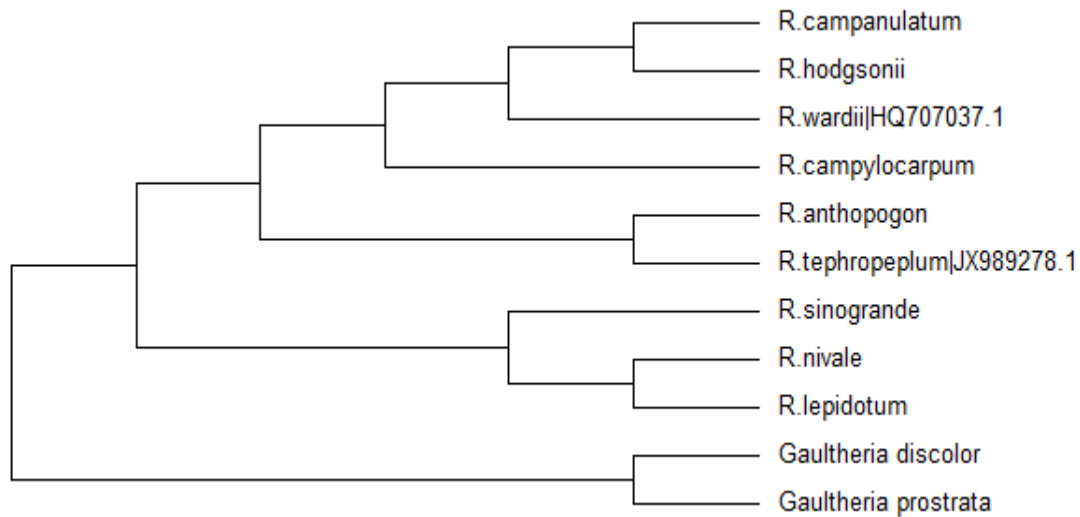 R.campanulatum
R.hodgsonii
R.wardii|HQ707037.1
R.campylocarpum
R.anthopogon
R.tephropeplum|JX989278.1
R.sinogrande
R.nivale
R.lepidotum
Gaultheria discolor
Gaultheria prostrata